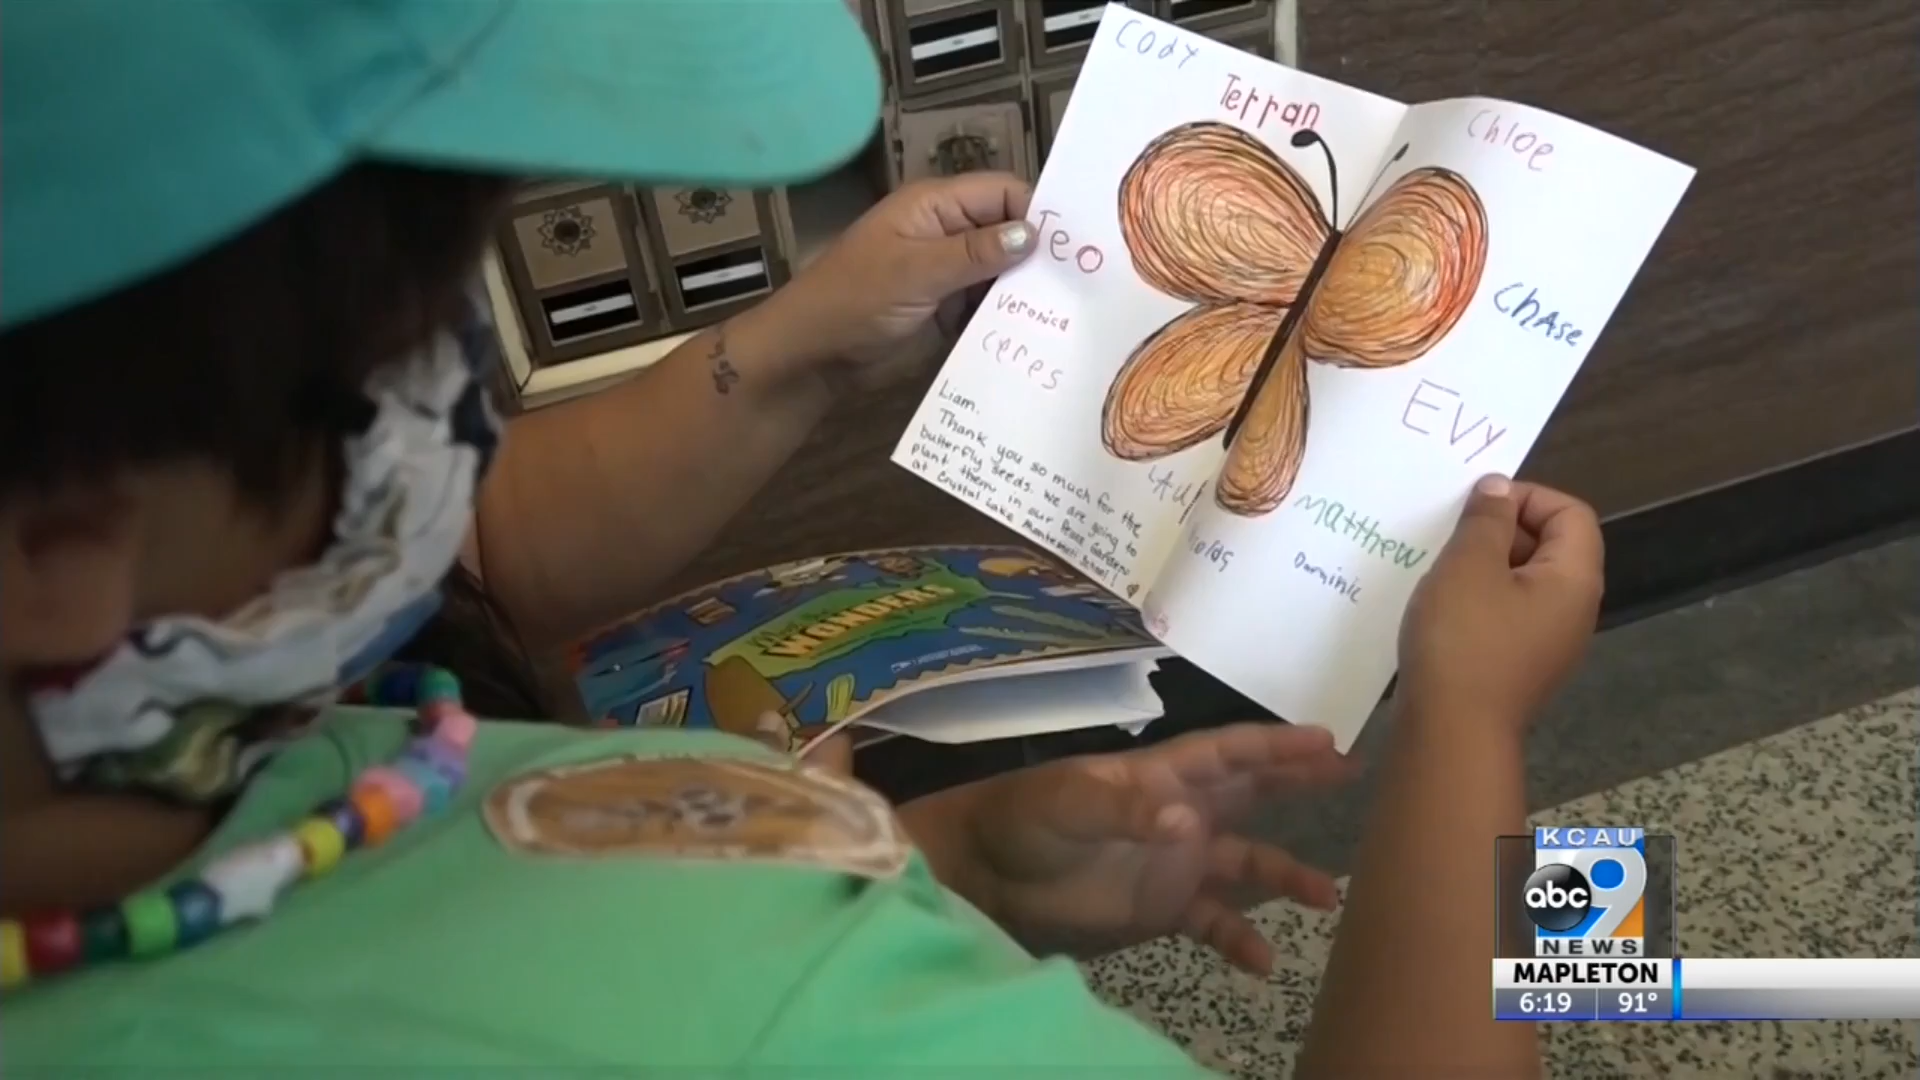 Cody
Terran
Chloe
Teo
Veronica
Ceres
Chase
EVY
Matthew
Dominic
Liam.
Thank you so much for the
butterfly seeds. We are going to
plant them in our Peace Garden
at Crystal Lake Montessori School!
WONDERS
KCAU
abc 9
NEWS
MAPLETON
6:19 91°